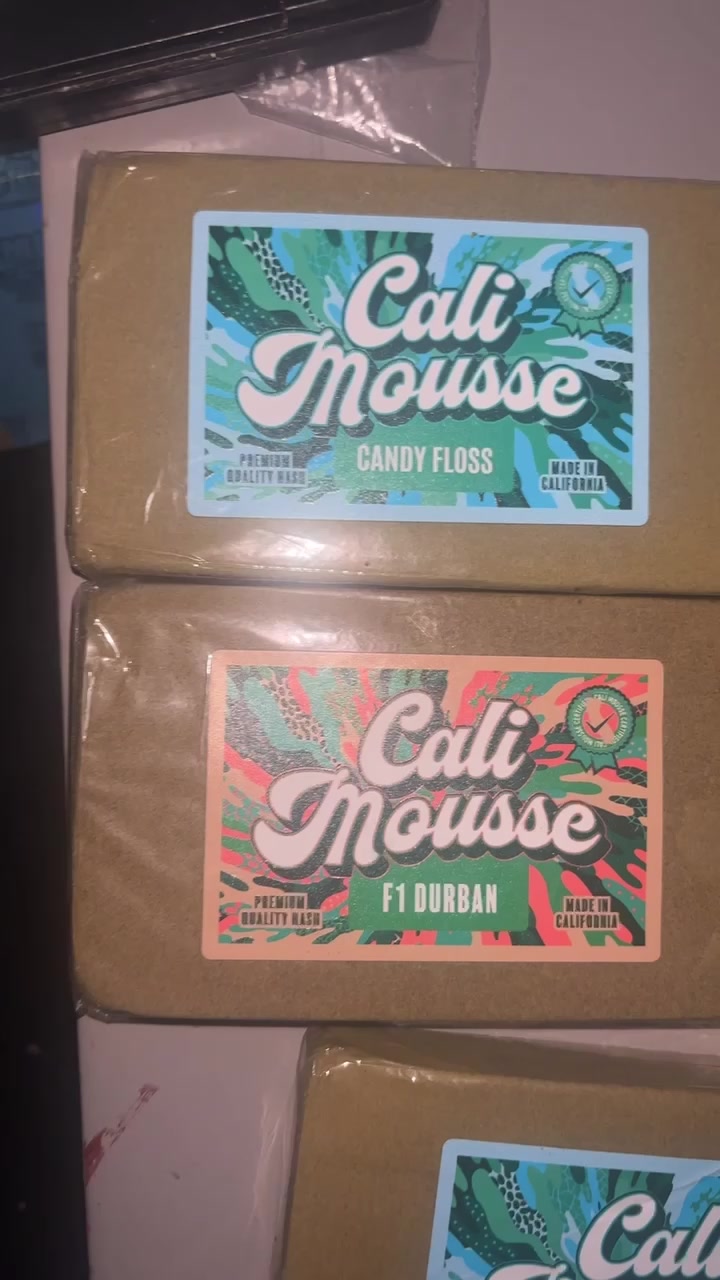 Cali
Mousse
CANDY FLOSS
PREMIUM
QUALITY HASH
MADE IN
CALIFORNIA
Cali
Mousse
F1 DURBAN
PREMIUM
QUALITY HASH
MADE IN
CALIFORNIA